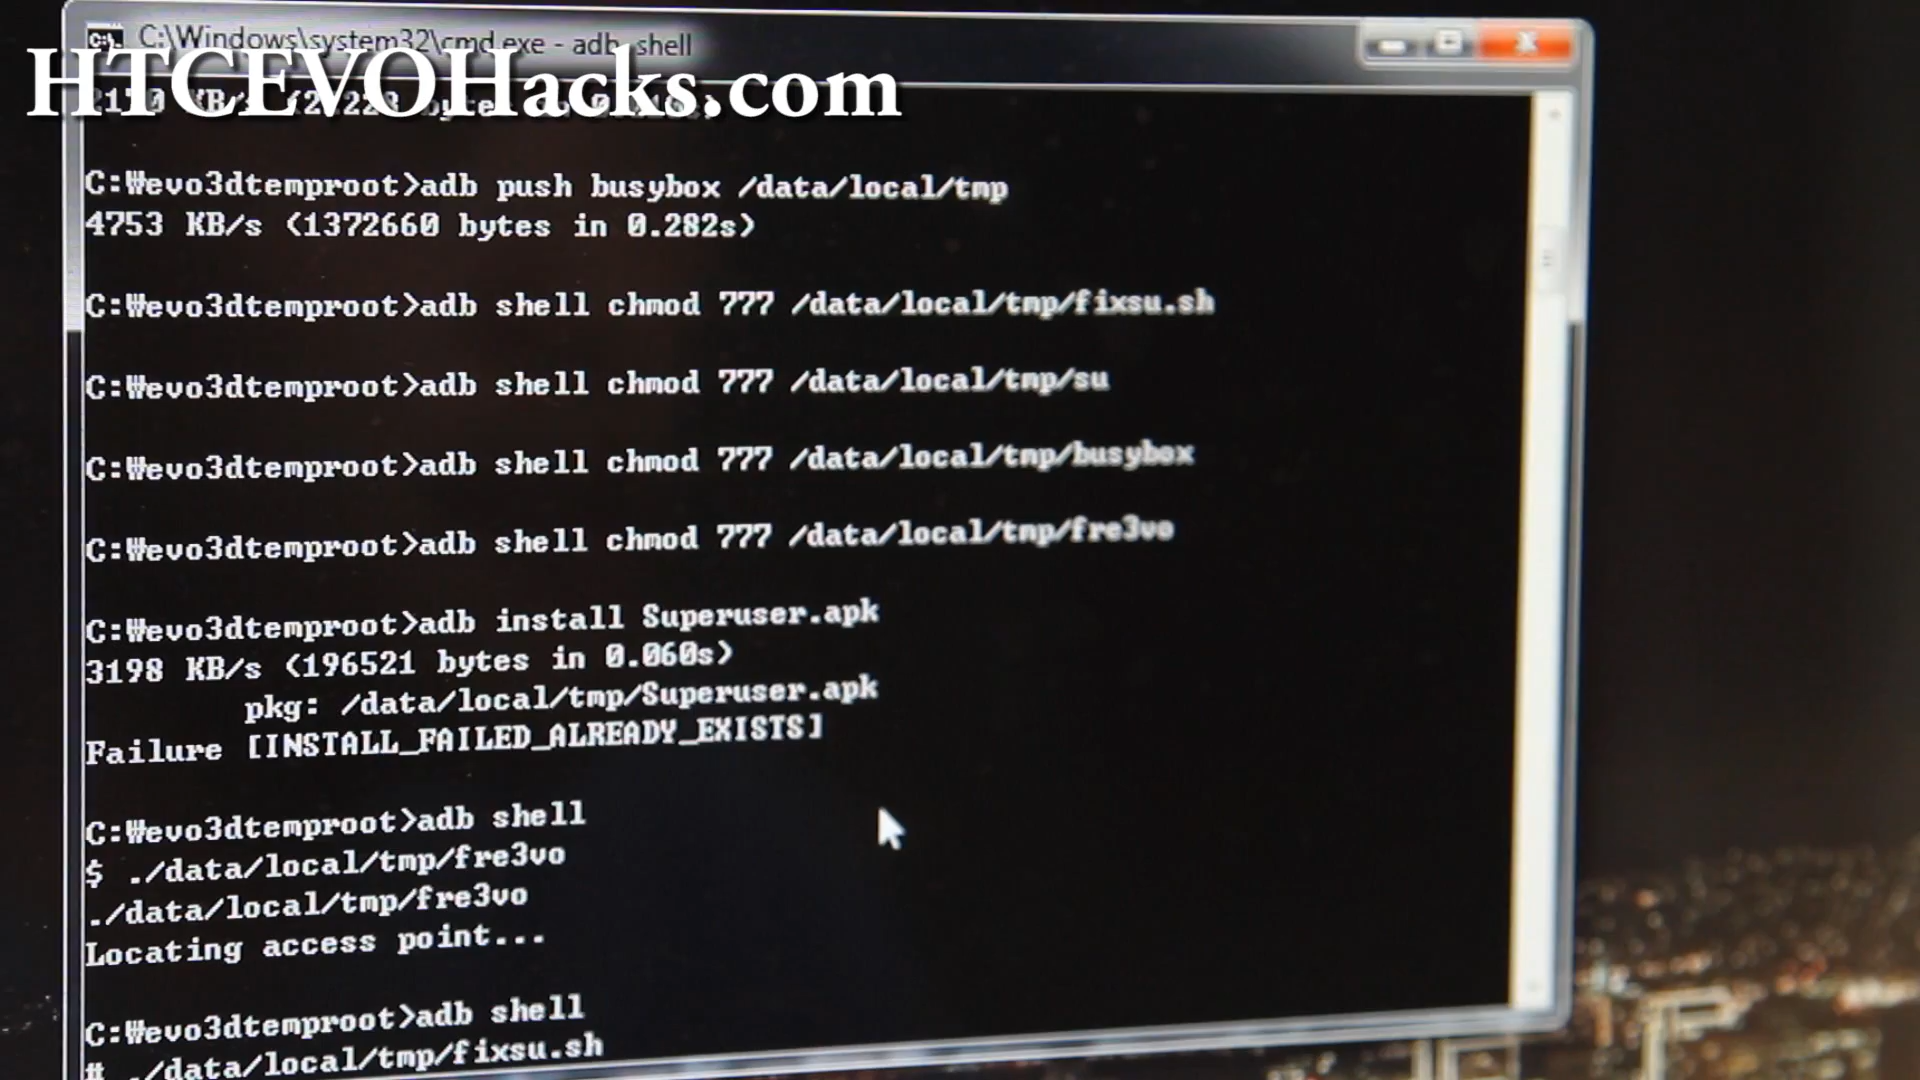 C:\Windows\system32\cmd.exe - adb shell
HTCEVOHacks.com
C:₩evo3dtemproot>adb push busybox /data/local/tmp
4753 KB/s (1372660 bytes in 0.282s)
C:₩evo3dtemproot>adb shell chmod 777 /data/local/tmp/fixsu.sh
C:₩evo3dtemproot>adb shell chmod 777 /data/local/tmp/su
C:₩evo3dtemproot>adb shell chmod 777 /data/local/tmp/busybox
C:₩evo3dtemproot>adb shell chmod 777 /data/local/tmp/fre3vo
C:₩evo3dtemproot>adb install Superuser.apk
3198 KB/s (196521 bytes in 0.060s)
pkg: /data/local/tmp/Superuser.apk
Failure [INSTALL_FAILED_ALREADY_EXISTS]
C:₩evo3dtemproot>adb shell
$ ./data/local/tmp/fre3vo
./data/local/tmp/fre3vo
Locating access point...
C:₩evo3dtemproot>adb shell
# ./data/local/tmp/fixsu.sh